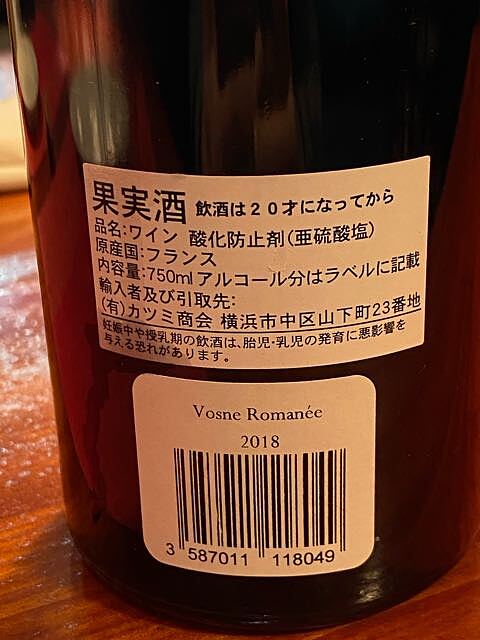 果実酒 飲酒は20才になってから
品名:ワイン 酸化防止剤(亜硫酸塩)
原産国:フランス
内容量:750ml アルコール分はラベルに記載
輸入者及び引取先:
(有)カツミ商会 横浜市中区山下町23番地
妊娠中や授乳期の飲酒は、胎児・乳児の発育に悪影響を
与える恐れがあります。
Vosne Romanée
2018
3 587011 118049